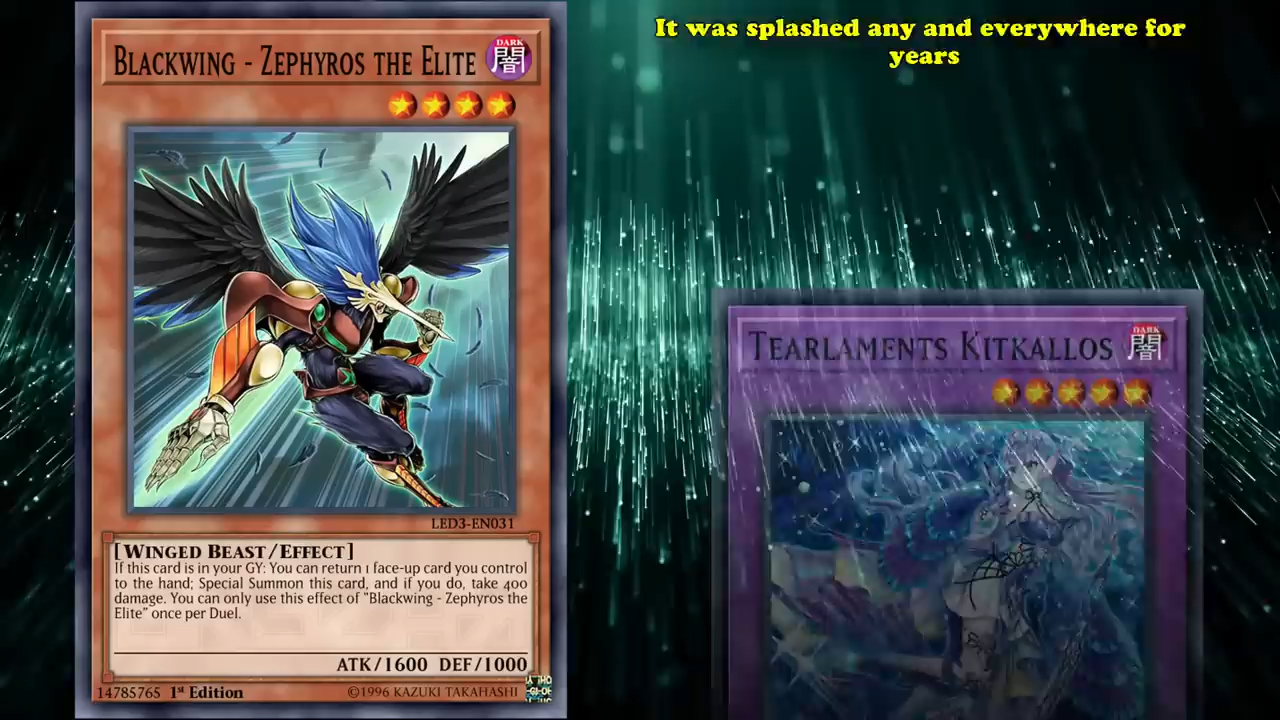 BLACKWING - ZEPHYROS THE ELITE
DARK
闇
LED3-EN031
[WINGED BEAST/EFFECT]
If this card is in your GY: You can return 1 face-up card you control
to the hand; Special Summon this card, and if you do, take 400
damage. You can only use this effect of "Blackwing - Zephyros the
Elite" once per Duel.
ATK/1600 DEF/1000
14785765 1st Edition ©1996 KAZUKI TAKAHASHI
It was splashed any and everywhere for
years
TEARLAMENTS KITKALLOS
DARK
闇